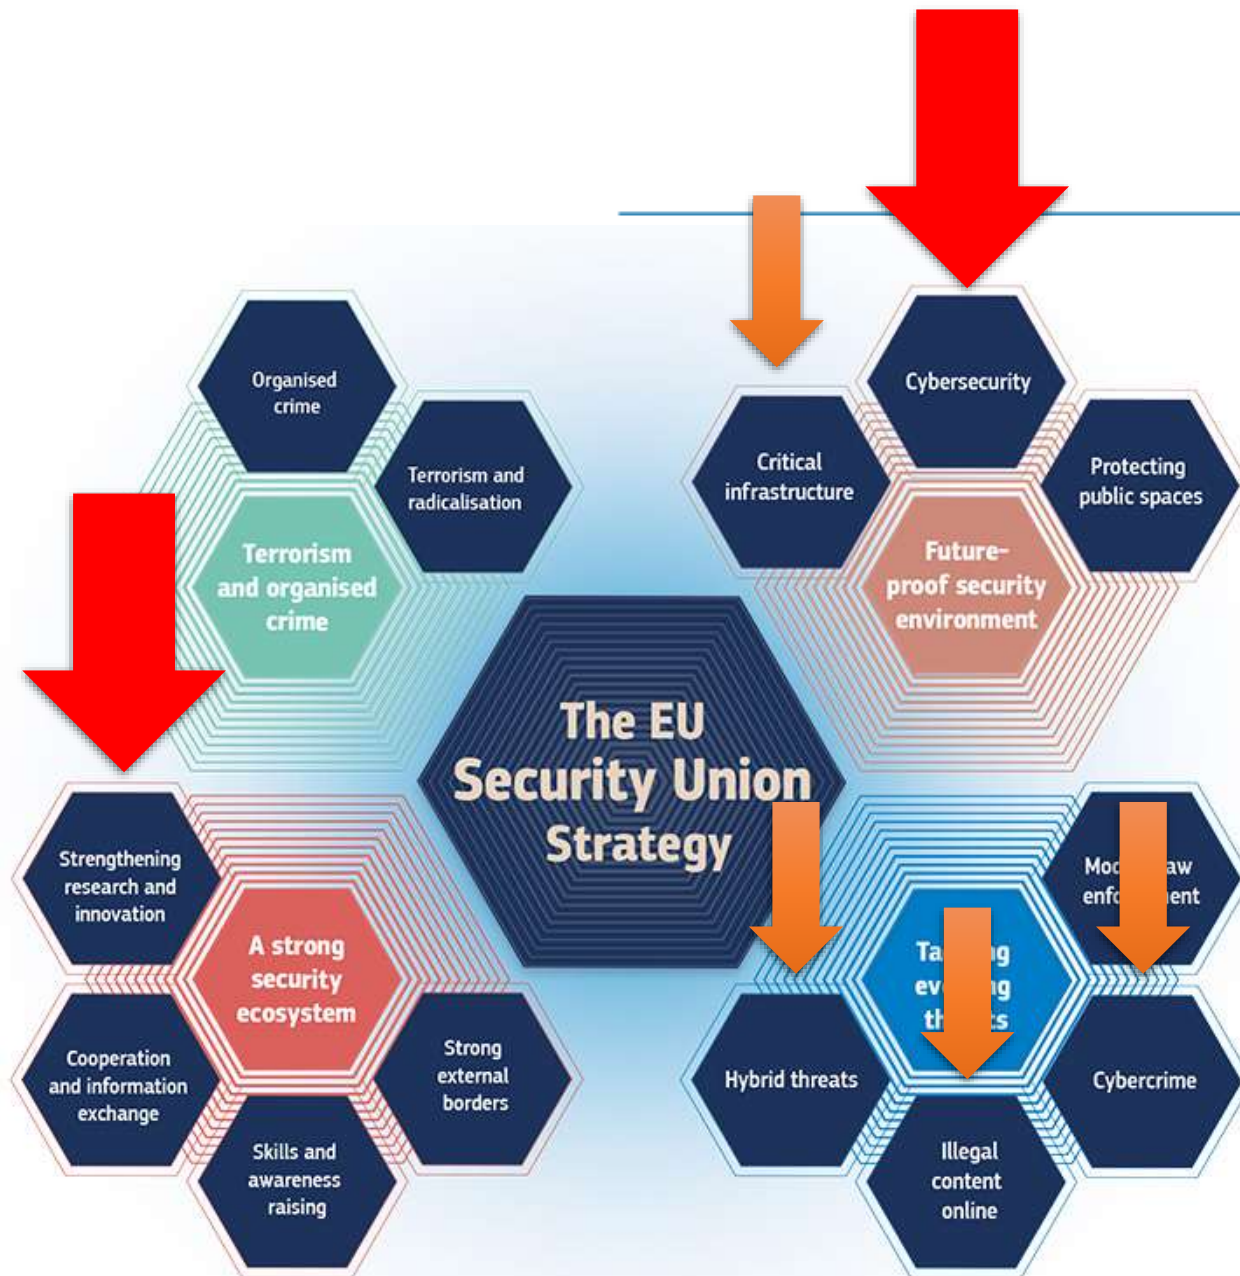 Organised
crime
Terrorism and
radicalisation
Terrorism
and organised
crime
Cybersecurity
Critical
infrastructure
Protecting
public spaces
Future-
proof security
environment
The EU
Security Union
Strategy
Strengthening
research and
innovation
A strong
security
ecosystem
Cooperation
and information
exchange
Strong
external
borders
Skills and
awareness
raising
Hybrid threats
Cybercrime
Illegal
content
online